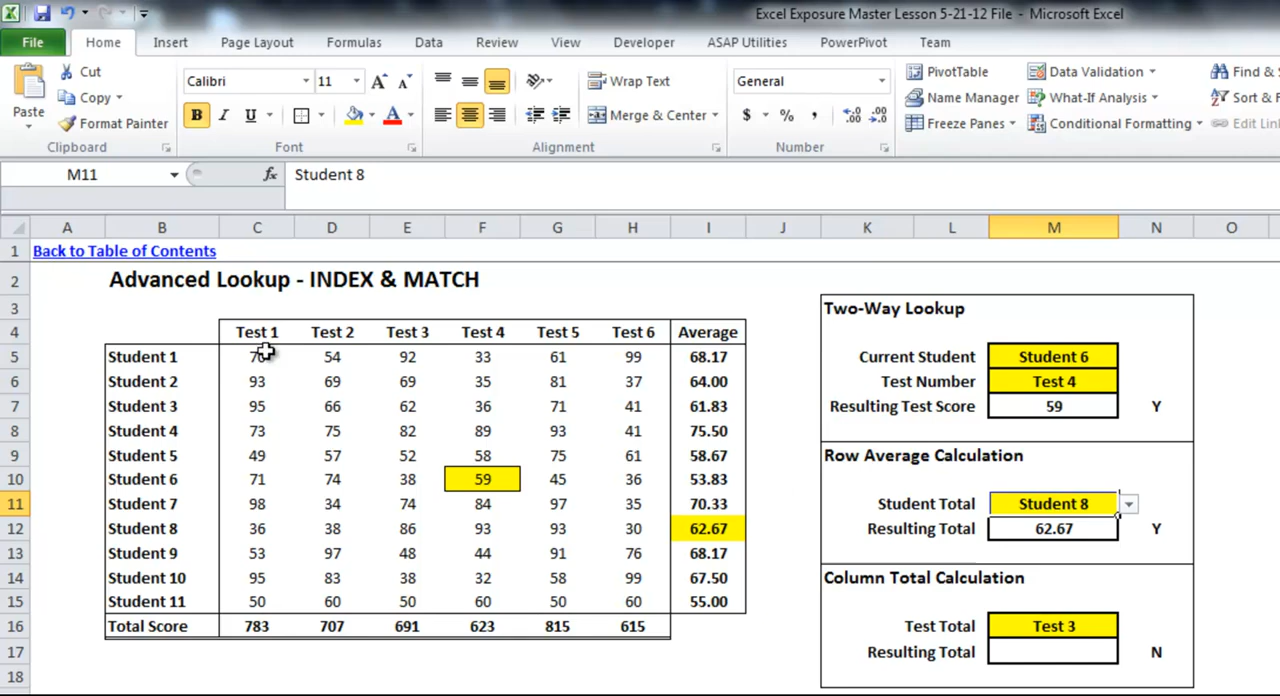 Excel Exposure Master Lesson 5-21-12 File - Microsoft Excel
File Home Insert Page Layout Formulas Data Review View Developer ASAP Utilities PowerPivot Team
Paste
Cut
Copy
Format Painter
Clipboard
Calibri 11
B I U
Font
Wrap Text
Merge & Center
Alignment
General
$ %
Number
PivotTable Data Validation Find &
Name Manager What-If Analysis Sort &
Freeze Panes Conditional Formatting Edit Link
M11 fx Student 8
A B C D E F G H I J K L M N O
1 Back to Table of Contents
2 Advanced Lookup - INDEX & MATCH
3 Two-Way Lookup
4 Test 1 Test 2 Test 3 Test 4 Test 5 Test 6 Average
5 Student 1 54 92 33 61 99 68.17 Current Student Student 6
6 Student 2 93 69 69 35 81 37 64.00 Test Number Test 4
7 Student 3 95 66 62 36 71 41 61.83 Resulting Test Score 59 Y
8 Student 4 73 75 82 89 93 41 75.50
9 Student 5 49 57 52 58 75 61 58.67 Row Average Calculation
10 Student 6 71 74 38 59 45 36 53.83
11 Student 7 98 34 74 84 97 35 70.33 Student Total Student 8
12 Student 8 36 38 86 93 93 30 62.67 Resulting Total 62.67 Y
13 Student 9 53 97 48 44 91 76 68.17
14 Student 10 95 83 38 32 58 99 67.50 Column Total Calculation
15 Student 11 50 60 50 60 50 60 55.00
16 Total Score 783 707 691 623 815 615 Test Total Test 3
17 Resulting Total N
18